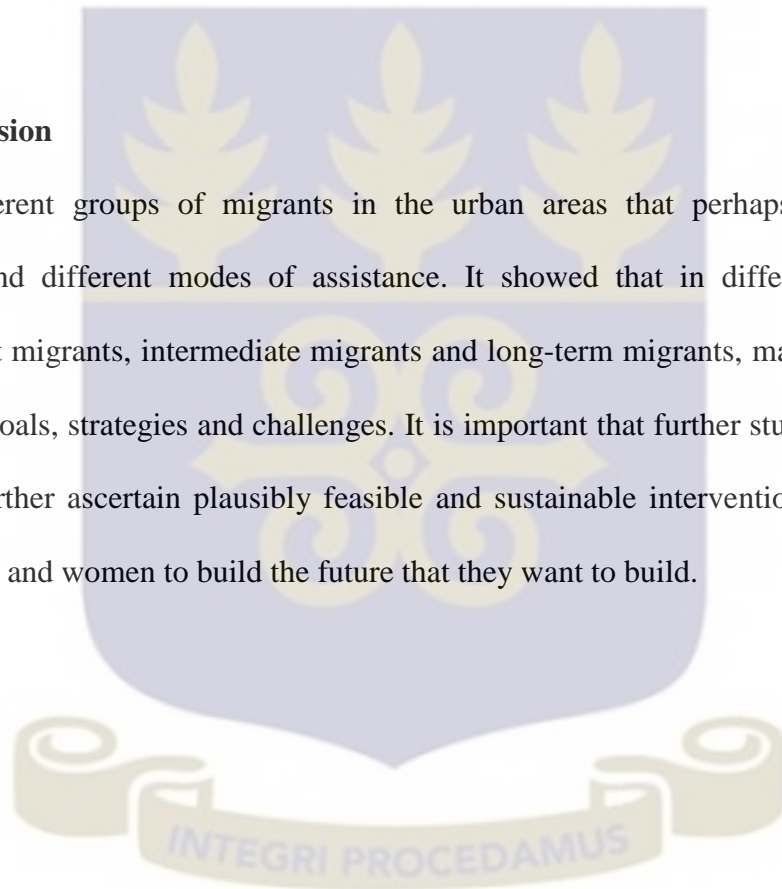 sion
erent groups of migrants in the urban areas that perhaps
nd different modes of assistance. It showed that in diffe
t migrants, intermediate migrants and long-term migrants, ma
oals, strategies and challenges. It is important that further stu
rther ascertain plausibly feasible and sustainable interventio
and women to build the future that they want to build.
INTEGRI PROCEDAMUS